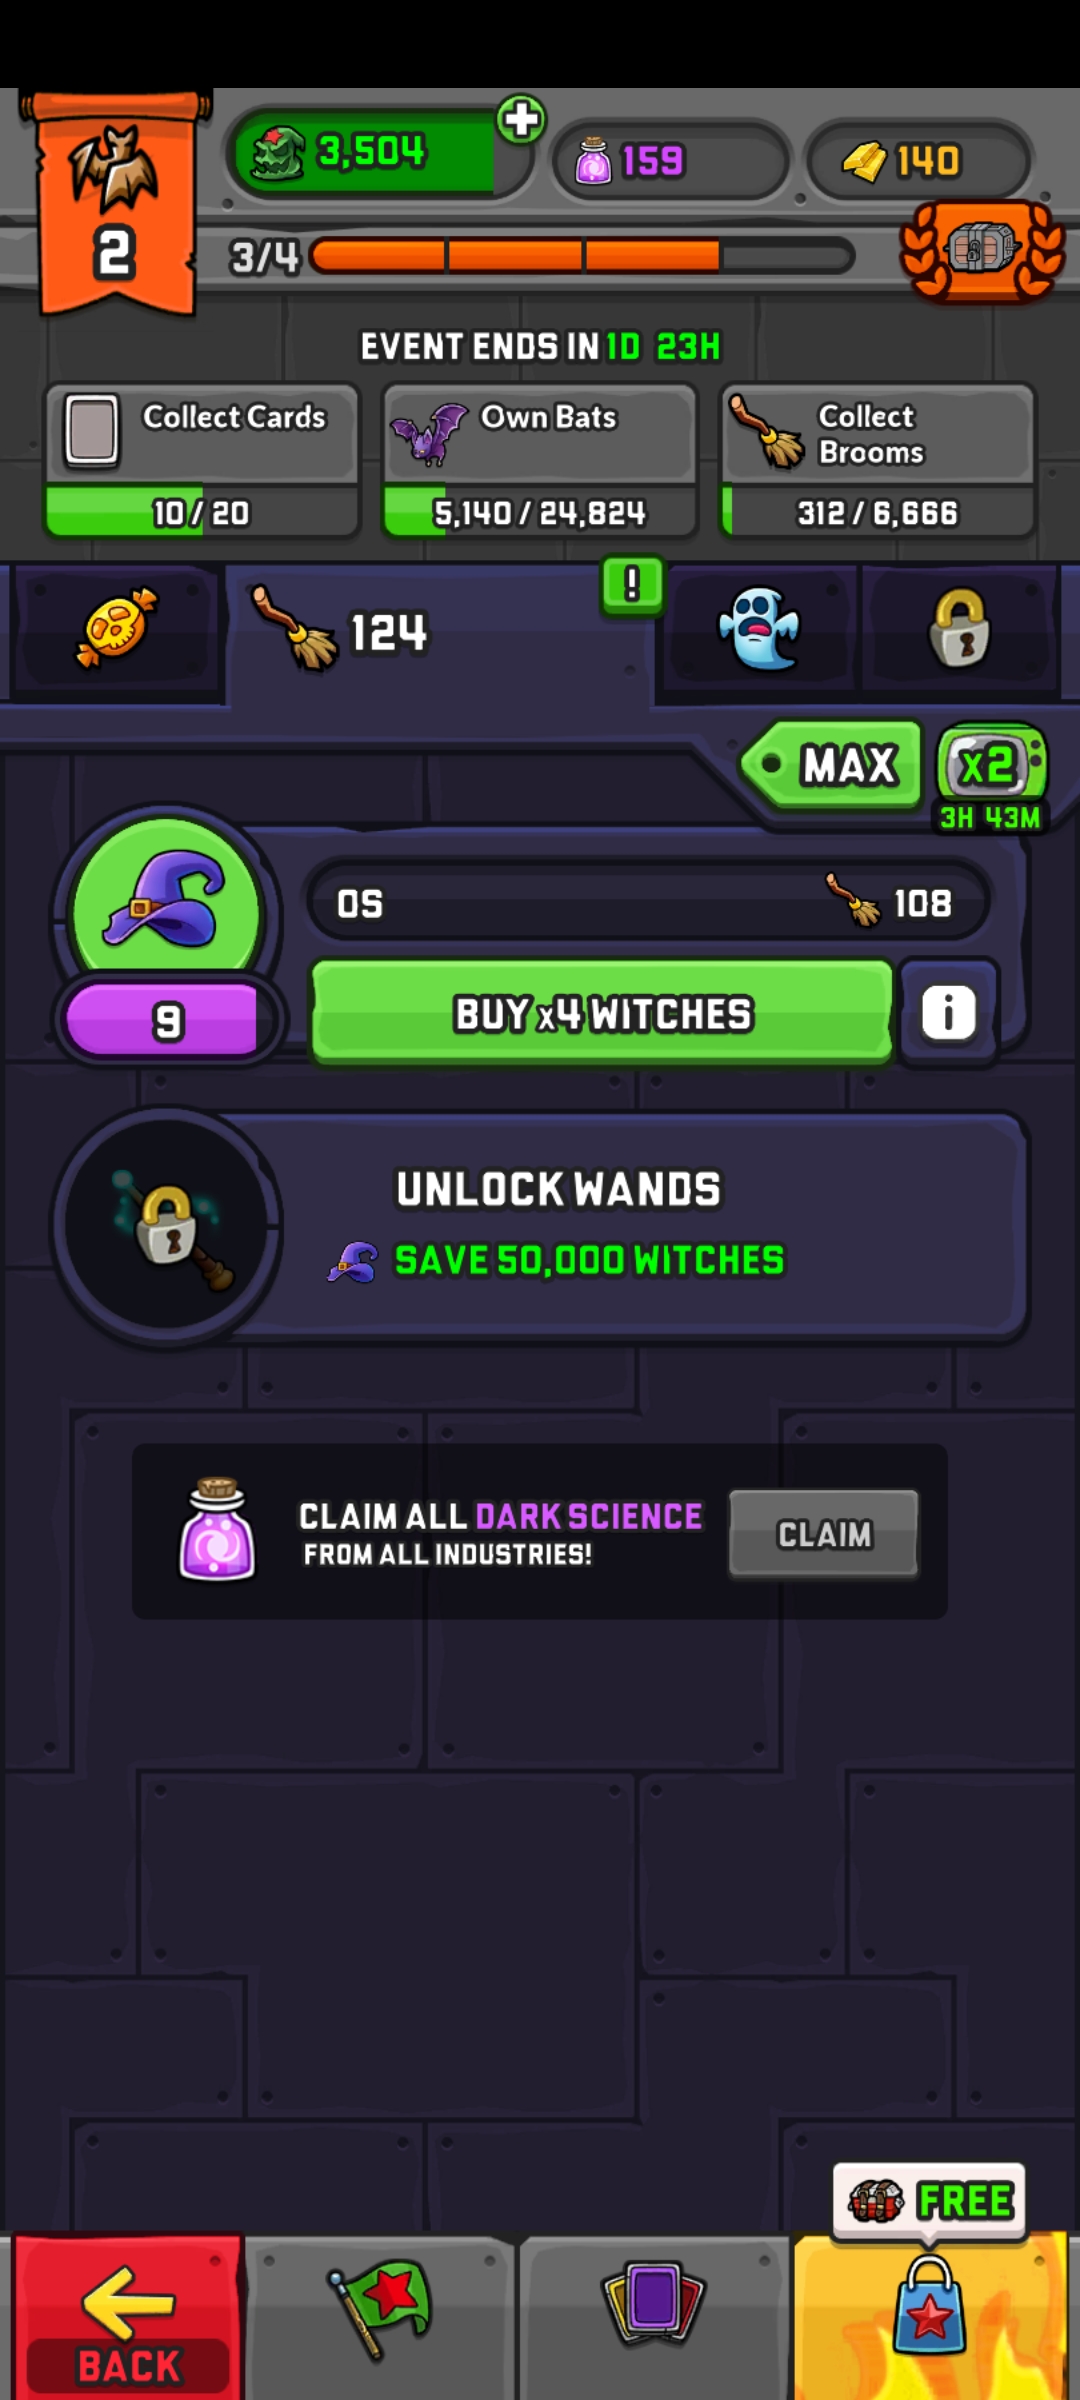 3,504
159
140
2
3/4
EVENT ENDS IN 1D 23H
Collect Cards
10 / 20
Own Bats
5,140 / 24,824
Collect
Brooms
312 / 6,666
124
!
MAX
x2
3H 43M
0S
108
9
BUY x4 WITCHES
i
UNLOCK WANDS
SAVE 50,000 WITCHES
CLAIM ALL DARK SCIENCE
FROM ALL INDUSTRIES!
CLAIM
FREE
BACK